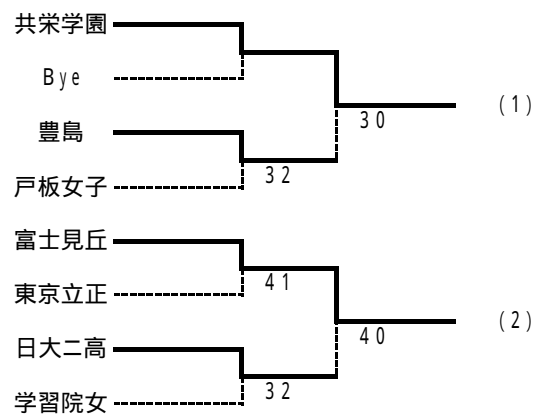 共栄学園
Bye
(1)
30
豊島
32
戸板女子
富士見丘
41
東京立正
(2)
40
日大二高
32
学習院女